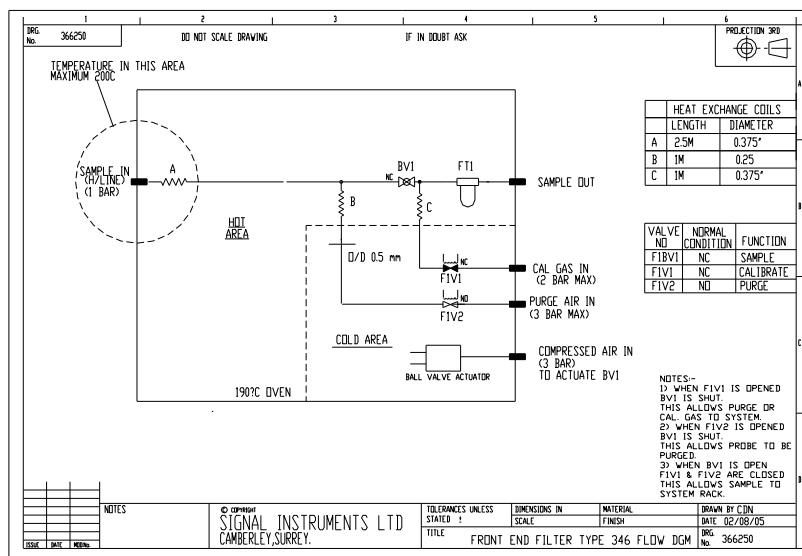 1 2 3 4 5 6
DRG. No. 366250
DO NOT SCALE DRAWING
IF IN DOUBT ASK
PROJECTION 3RD
A
B
C
D
TEMPERATURE IN THIS AREA
MAXIMUM 200C
SAMPLE IN
(H/LINE)
(1 BAR)
A
NC
BV1
FT1
SAMPLE OUT
B
C
HOT
AREA
O/D 0.5 mm
NC
F1V1
CAL GAS IN
(2 BAR MAX)
NO
F1V2
PURGE AIR IN
(3 BAR MAX)
COLD AREA
BALL VALVE ACTUATOR
COMPRESSED AIR IN
(3 BAR)
TO ACTUATE BV1
190?C OVEN
HEAT EXCHANGE COILS
LENGTH DIAMETER
A 2.5M 0.375"
B 1M 0.25
C 1M 0.375"
VALVE NO NORMAL CONDITION FUNCTION
F1BV1 NC SAMPLE
F1V1 NC CALIBRATE
F1V2 NO PURGE
NOTES:-
1) WHEN F1V1 IS OPENED
BV1 IS SHUT.
THIS ALLOWS PURGE OR
CAL. GAS TO SYSTEM.
2) WHEN F1V2 IS OPENED
BV1 IS SHUT.
THIS ALLOWS PROBE TO BE
PURGED.
3) WHEN BV1 IS OPEN
F1V1 & F1V2 ARE CLOSED
THIS ALLOWS SAMPLE TO
SYSTEM RACK.
ISSUE DATE MODNo.
NOTES
© COPYRIGHT
SIGNAL INSTRUMENTS LTD
CAMBERLEY,SURREY.
TOLERANCES UNLESS
STATED :
DIMENSIONS IN
SCALE
MATERIAL
FINISH
DRAWN BY CDN
DATE 02/08/05
TITLE
FRONT END FILTER TYPE 346 FLOW DGM
DRG. No. 366250